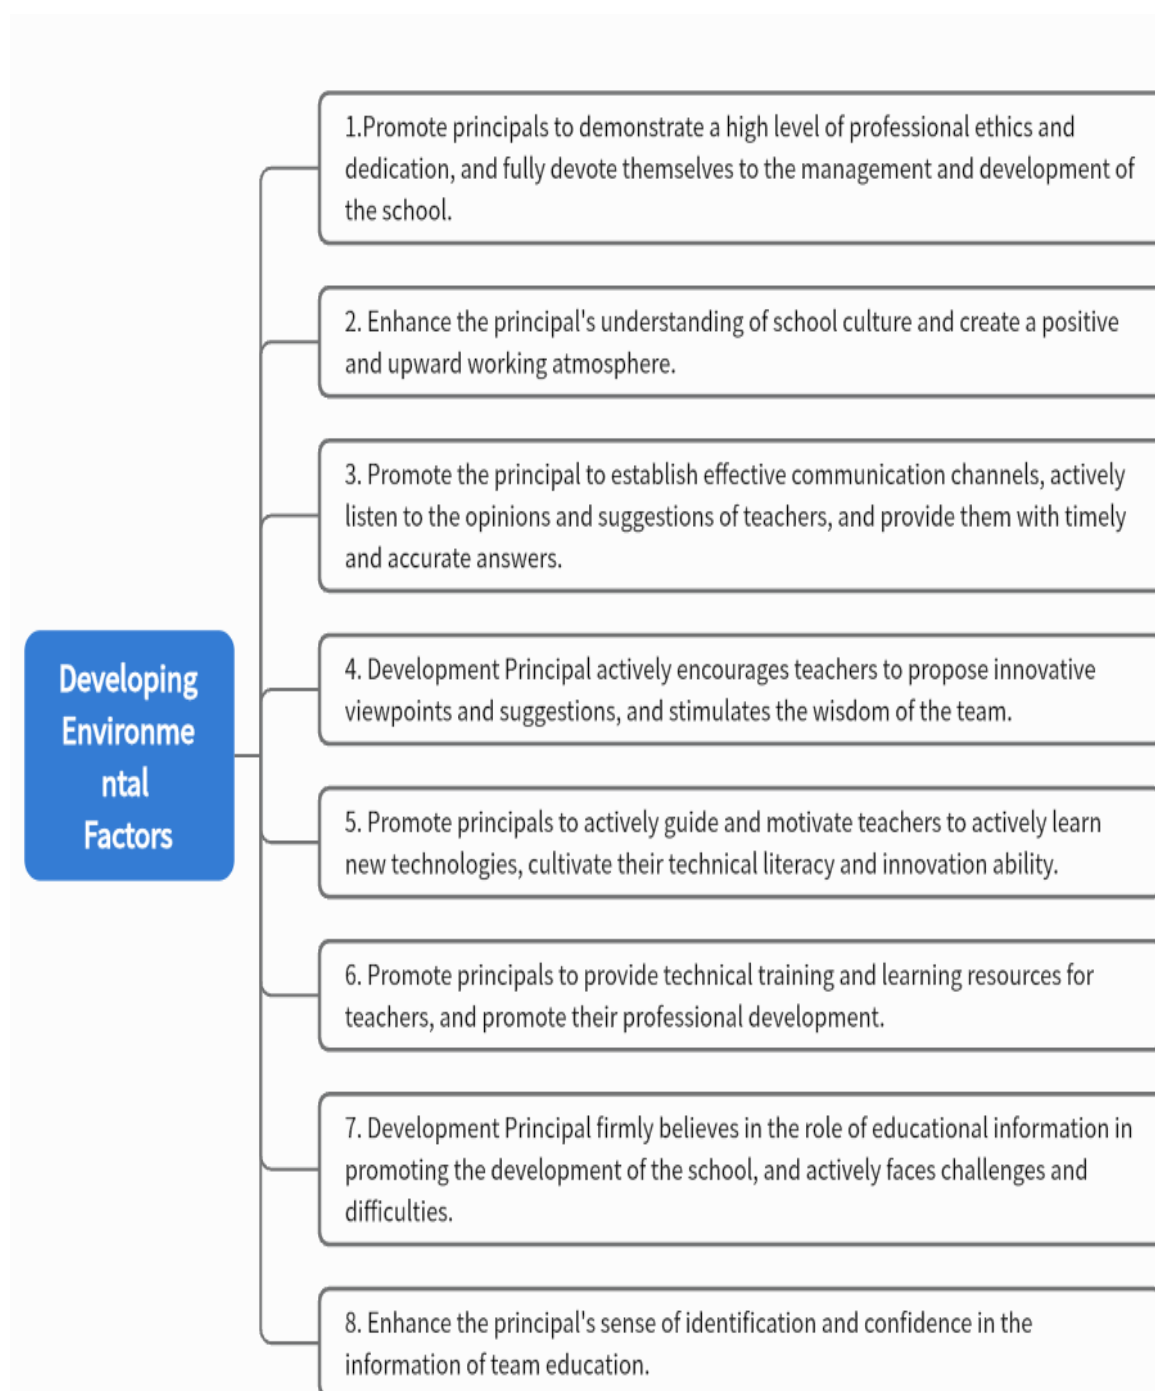 1.Promote principals to demonstrate a high level of professional ethics and
dedication, and fully devote themselves to the management and development of
the school.
2. Enhance the principal's understanding of school culture and create a positive
and upward working atmosphere.
3. Promote the principal to establish effective communication channels, actively
listen to the opinions and suggestions of teachers, and provide them with timely
and accurate answers.
Developing
Environme
ntal
Factors
4. Development Principal actively encourages teachers to propose innovative
viewpoints and suggestions, and stimulates the wisdom of the team.
5. Promote principals to actively guide and motivate teachers to actively learn
new technologies, cultivate their technical literacy and innovation ability.
6. Promote principals to provide technical training and learning resources for
teachers, and promote their professional development.
7. Development Principal firmly believes in the role of educational information in
promoting the development of the school, and actively faces challenges and
difficulties.
8. Enhance the principal's sense of identification and confidence in the
information of team education.